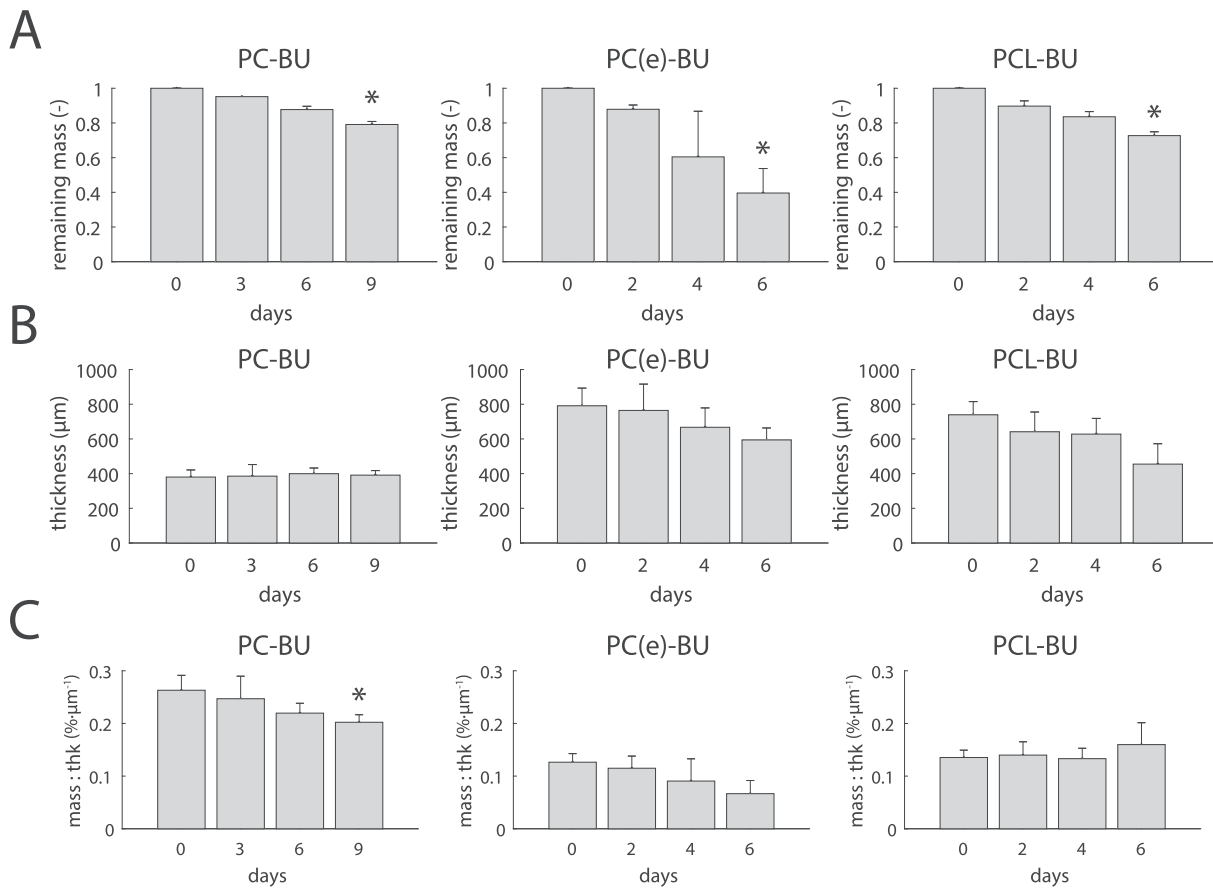 A
PC-BU
PC(e)-BU
PCL-BU
remaining mass (-)
1
0.8
0.6
0.4
0.2
0
*
0 3 6 9
days
remaining mass (-)
1
0.8
0.6
0.4
0.2
0
*
0 2 4 6
days
remaining mass (-)
1
0.8
0.6
0.4
0.2
0
*
0 2 4 6
days
B
PC-BU
PC(e)-BU
PCL-BU
thickness (μm)
1000
800
600
400
200
0
0 3 6 9
days
thickness (μm)
1000
800
600
400
200
0
0 2 4 6
days
thickness (μm)
1000
800
600
400
200
0
0 2 4 6
days
C
PC-BU
PC(e)-BU
PCL-BU
mass : thk (%·μm⁻¹)
0.3
0.2
0.1
0
*
0 3 6 9
days
mass : thk (%·μm⁻¹)
0.3
0.2
0.1
0
0 2 4 6
days
mass : thk (%·μm⁻¹)
0.3
0.2
0.1
0
0 2 4 6
days